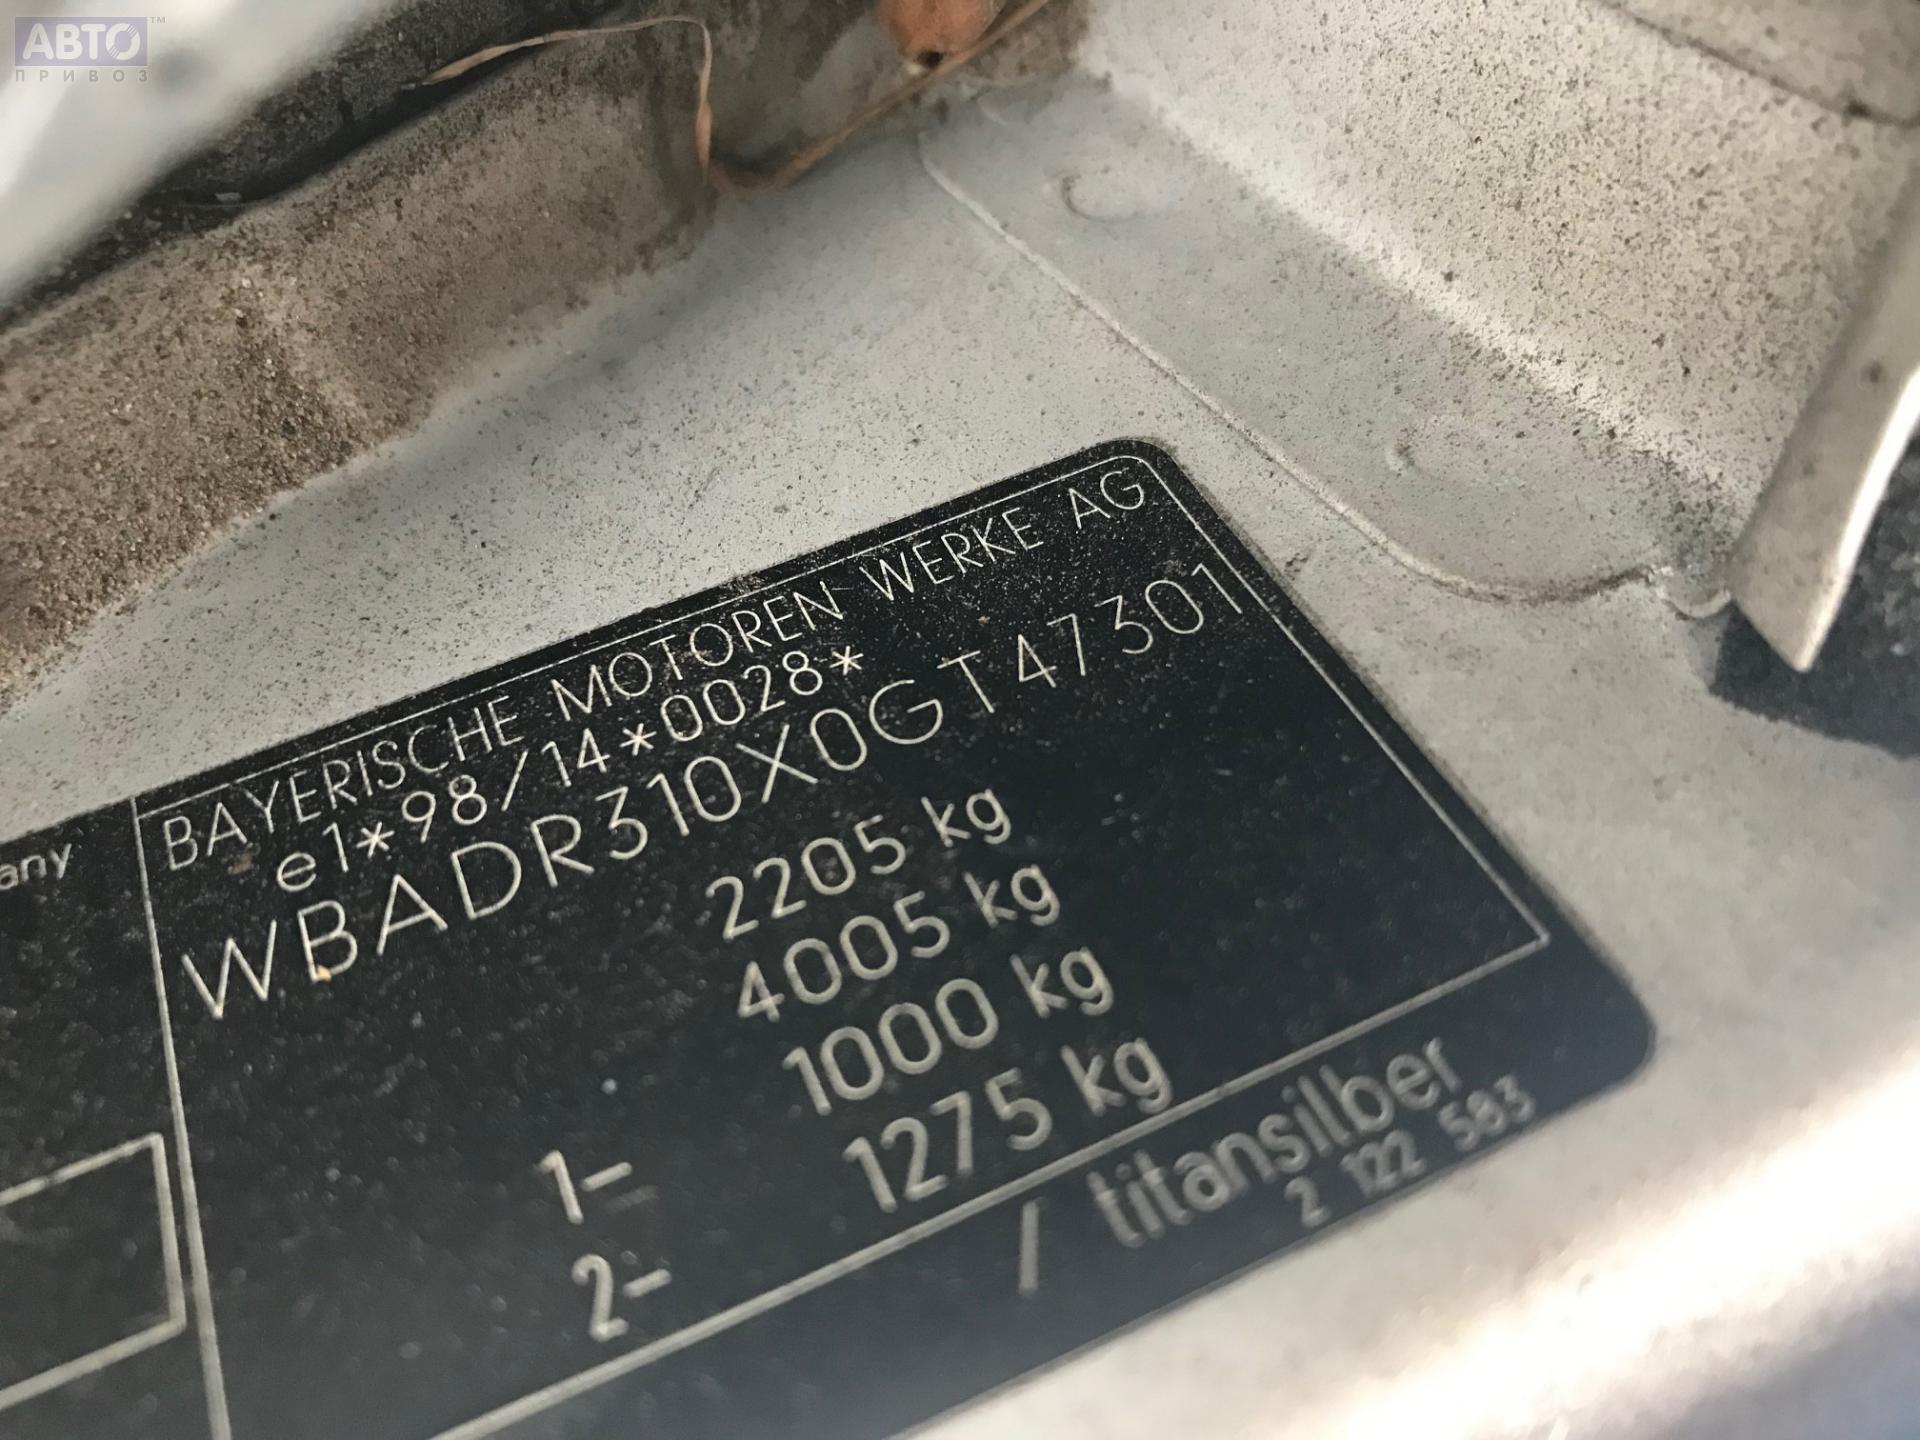 АВТО™
ПРИВОЗ
BAYERISCHE MOTOREN WERKE AG
e1*98/14*0028*
WBADR310X0GT47301
2205 kg
4005 kg
1- 1000 kg
2- 1275 kg
any
/ titansilber
2 122 583